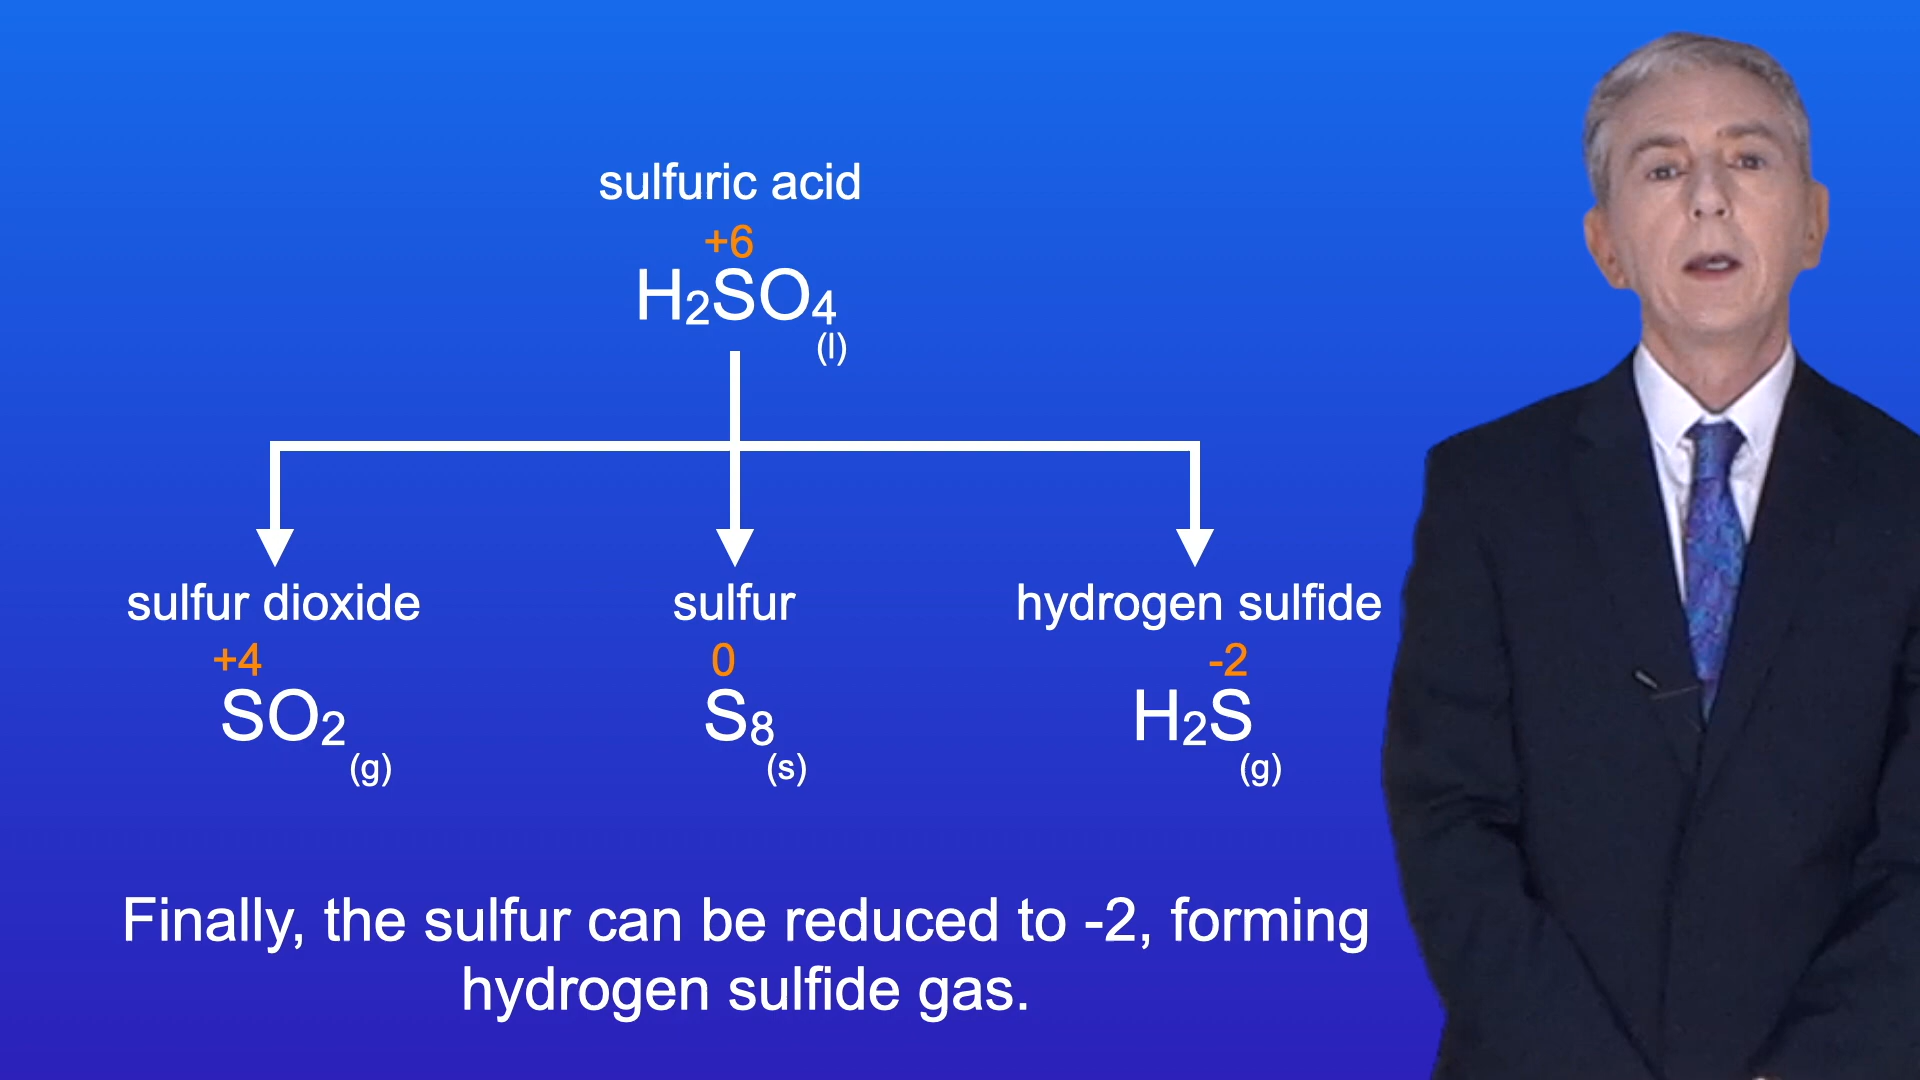 sulfuric acid
+6
H₂SO₄
(l)
sulfur dioxide
+4
SO₂
(g)
sulfur
0
S₈
(s)
hydrogen sulfide
-2
H₂S
(g)
Finally, the sulfur can be reduced to -2, forming
hydrogen sulfide gas.